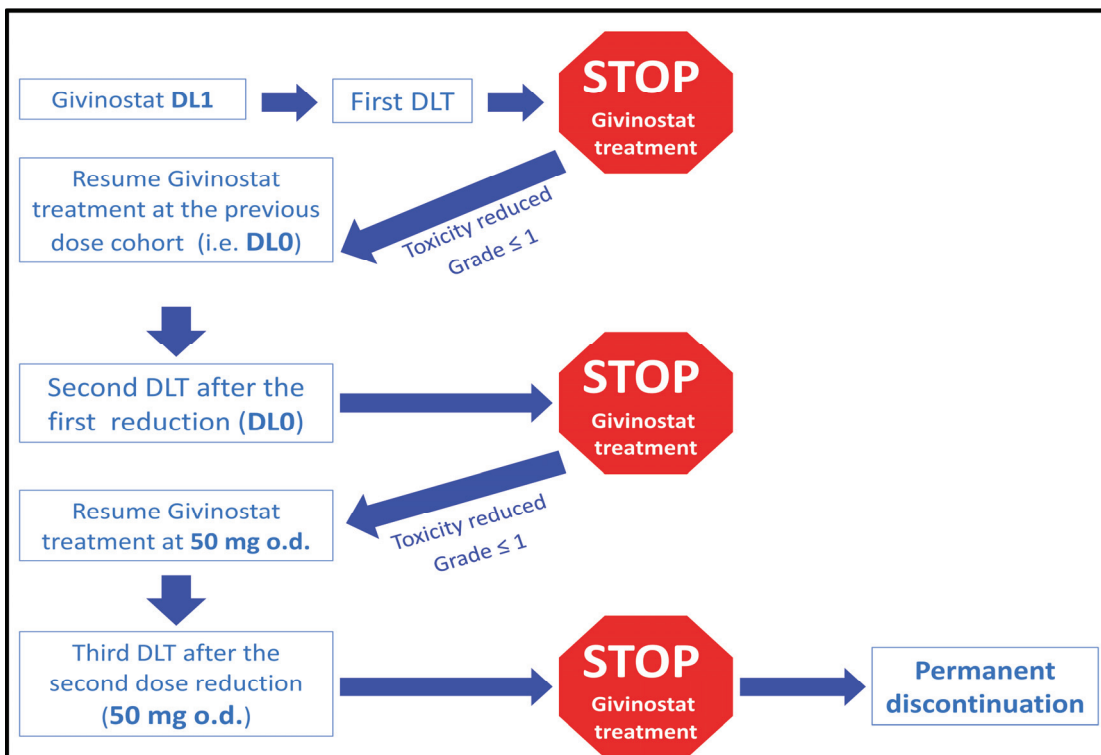 Givinostat DL1
First DLT
STOP
Givinostat
treatment
Resume Givinostat
treatment at the previous
dose cohort (i.e. DL0)
Toxicity reduced
Grade ≤ 1
Second DLT after the
first reduction (DL0)
STOP
Givinostat
treatment
Resume Givinostat
treatment at 50 mg o.d.
Toxicity reduced
Grade ≤ 1
Third DLT after the
second dose reduction
(50 mg o.d.)
STOP
Givinostat
treatment
Permanent
discontinuation